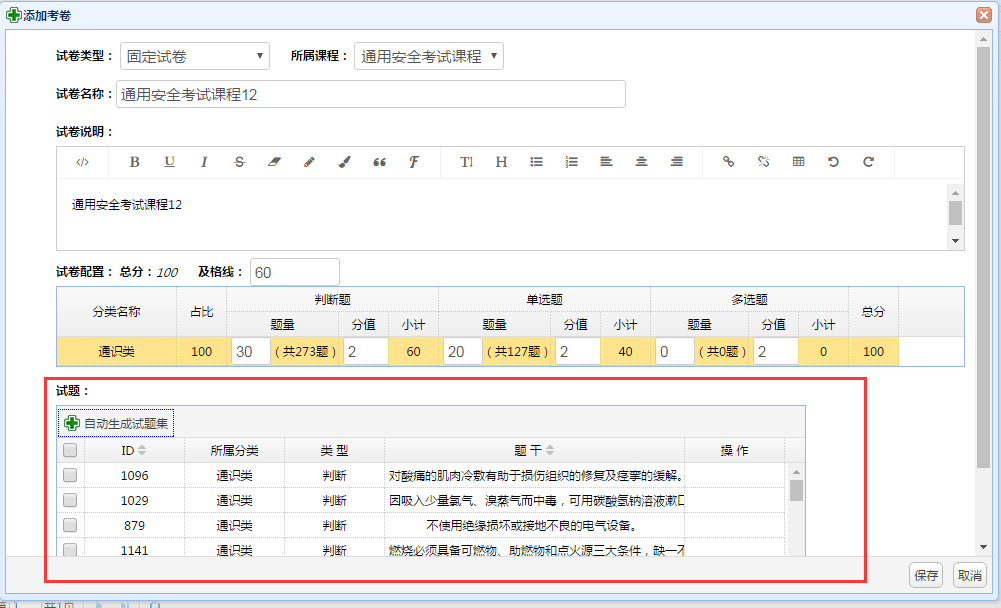 添加考卷
试卷类型： 固定试卷 所属课程： 通用安全考试课程
试卷名称： 通用安全考试课程12
试卷说明：
</> B U I S T! H
通用安全考试课程12
试卷配置： 总分：100 及格线： 60
分类名称 占比 判断题 单选题 多选题 总分
题量 分值 小计 题量 分值 小计 题量 分值 小计
通识类 100 30 （共273题） 2 60 20 （共127题） 2 40 0 （共0题） 2 0 100
试题：
自动生成试题集
ID 所属分类 类 型 题 干 操 作
1096 通识类 判断 对酸痛的肌肉冷敷有助于损伤组织的修复及痉挛的缓解。
1029 通识类 判断 因吸入少量氯气、溴蒸气而中毒，可用碳酸氢钠溶液漱口
879 通识类 判断 不使用绝缘损坏或接地不良的电气设备。
1141 通识类 判断 燃烧必须具备可燃物、助燃物和点火源三大条件，缺一不
保存 取消